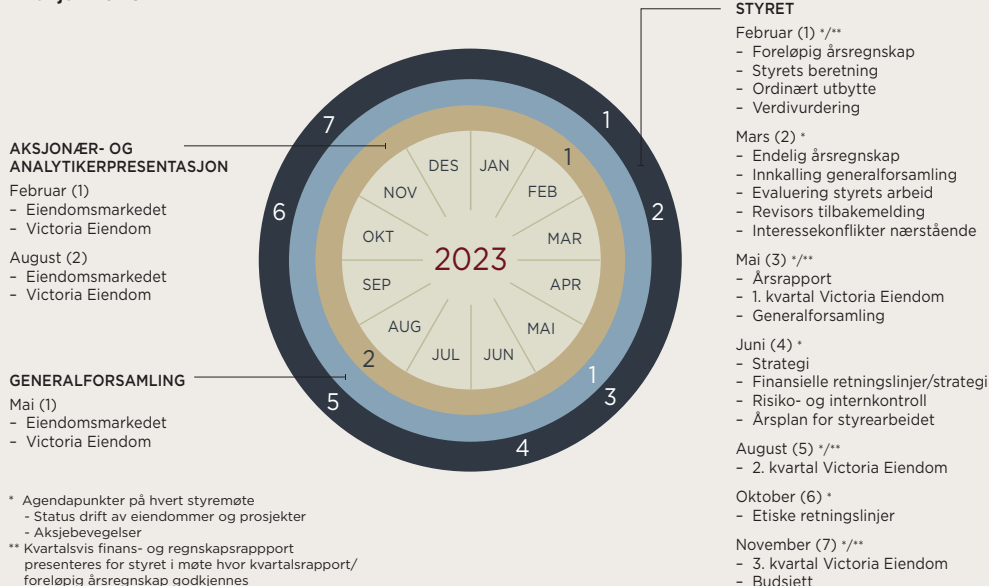 AKSJONÆR- OG
ANALYTIKERPRESENTASJON
Februar (1)
– Eiendomsmarkedet
– Victoria Eiendom
August (2)
– Eiendomsmarkedet
– Victoria Eiendom
GENERALFORSAMLING
Mai (1)
– Eiendomsmarkedet
– Victoria Eiendom
* Agendapunkter på hvert styremøte
- Status drift av eiendommer og prosjekter
- Aksjebevegelser
** Kvartalsvis finans- og regnskapsrappport
presenteres for styret i møte hvor kvartalsrapport/
foreløpig årsregnskap godkjennes
2023
JAN
FEB
MAR
APR
MAI
JUN
JUL
AUG
SEP
OKT
NOV
DES
1
2
3
4
5
6
7
1
1
2
STYRET
Februar (1) */**
– Foreløpig årsregnskap
– Styrets beretning
– Ordinært utbytte
– Verdivurdering
Mars (2) *
– Endelig årsregnskap
– Innkalling generalforsamling
– Evaluering styrets arbeid
– Revisors tilbakemelding
– Interessekonflikter nærstående
Mai (3) */**
– Årsrapport
– 1. kvartal Victoria Eiendom
– Generalforsamling
Juni (4) *
– Strategi
– Finansielle retningslinjer/strategi
– Risiko- og internkontroll
– Årsplan for styrearbeidet
August (5) */**
– 2. kvartal Victoria Eiendom
Oktober (6) *
– Etiske retningslinjer
November (7) */**
– 3. kvartal Victoria Eiendom
– Budsjett